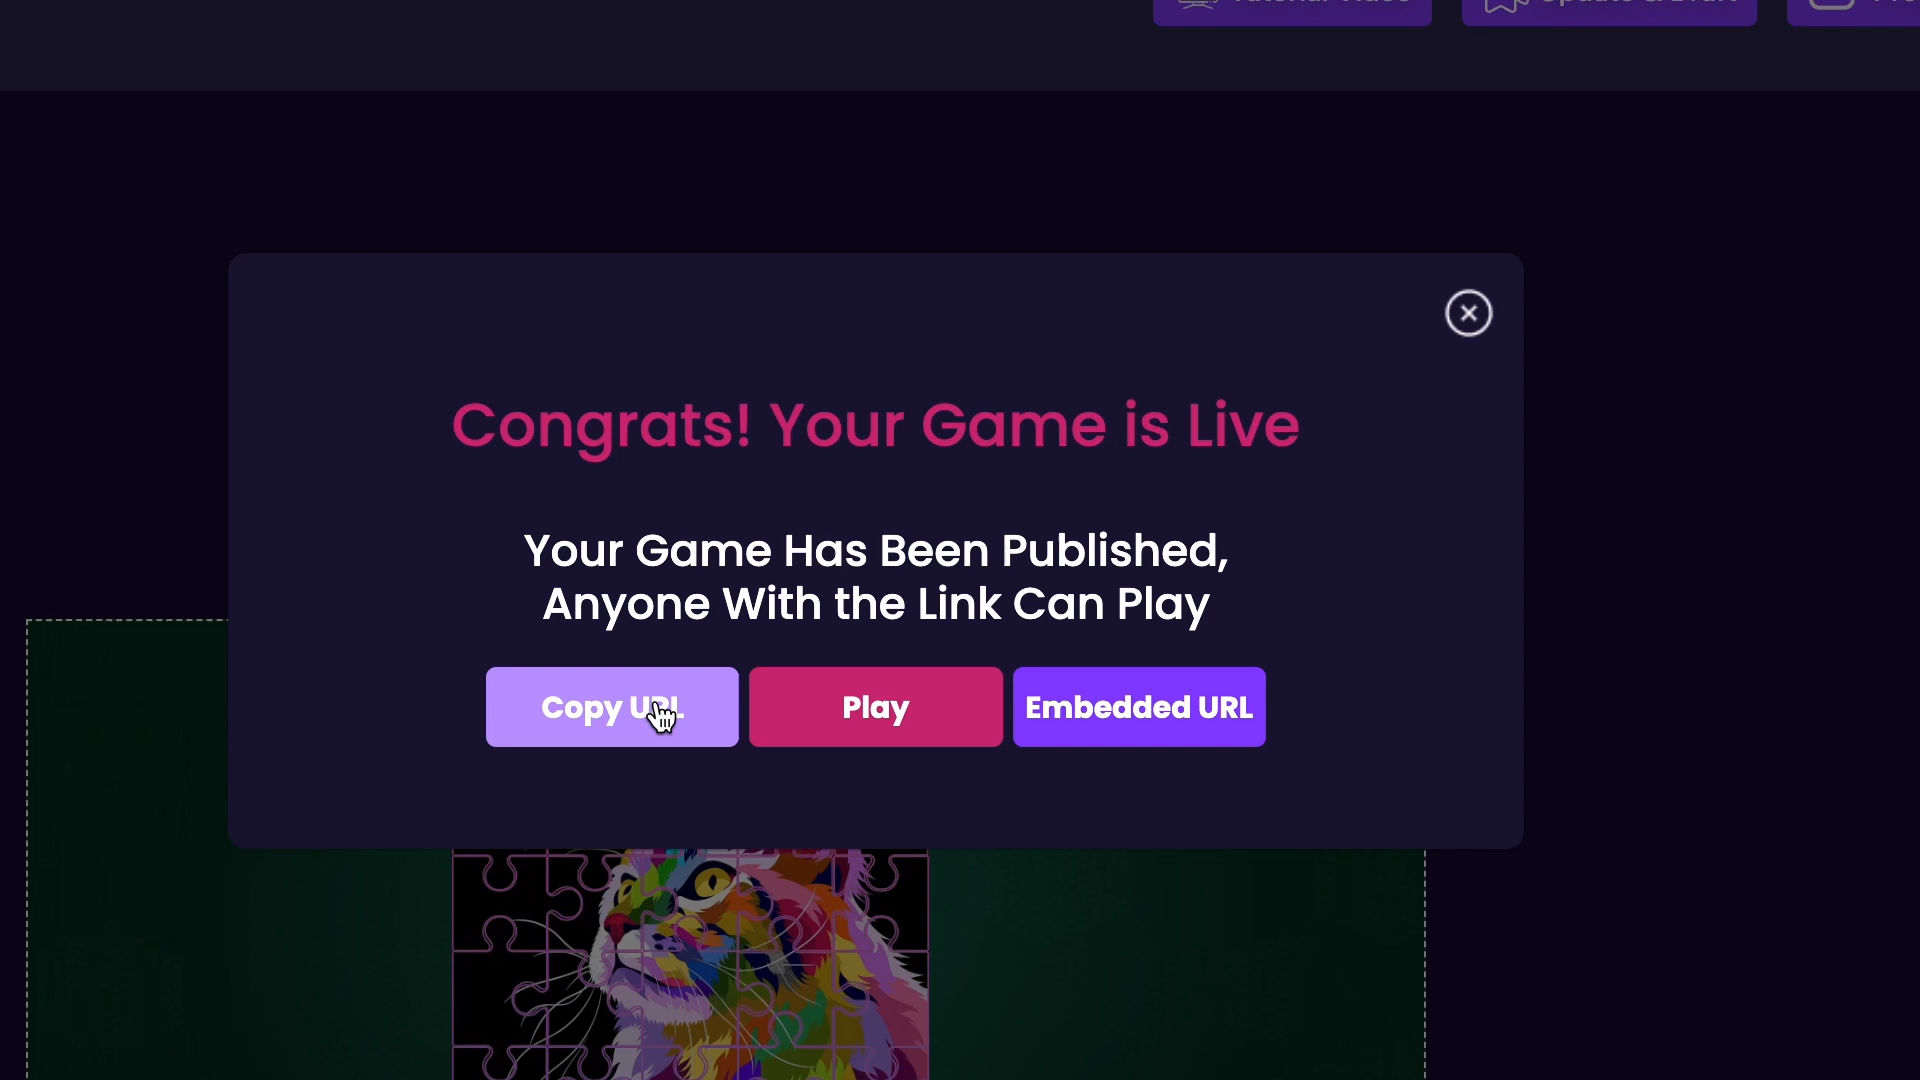 Congrats! Your Game is Live
Your Game Has Been Published,
Anyone With the Link Can Play
Copy URL
Play
Embedded URL